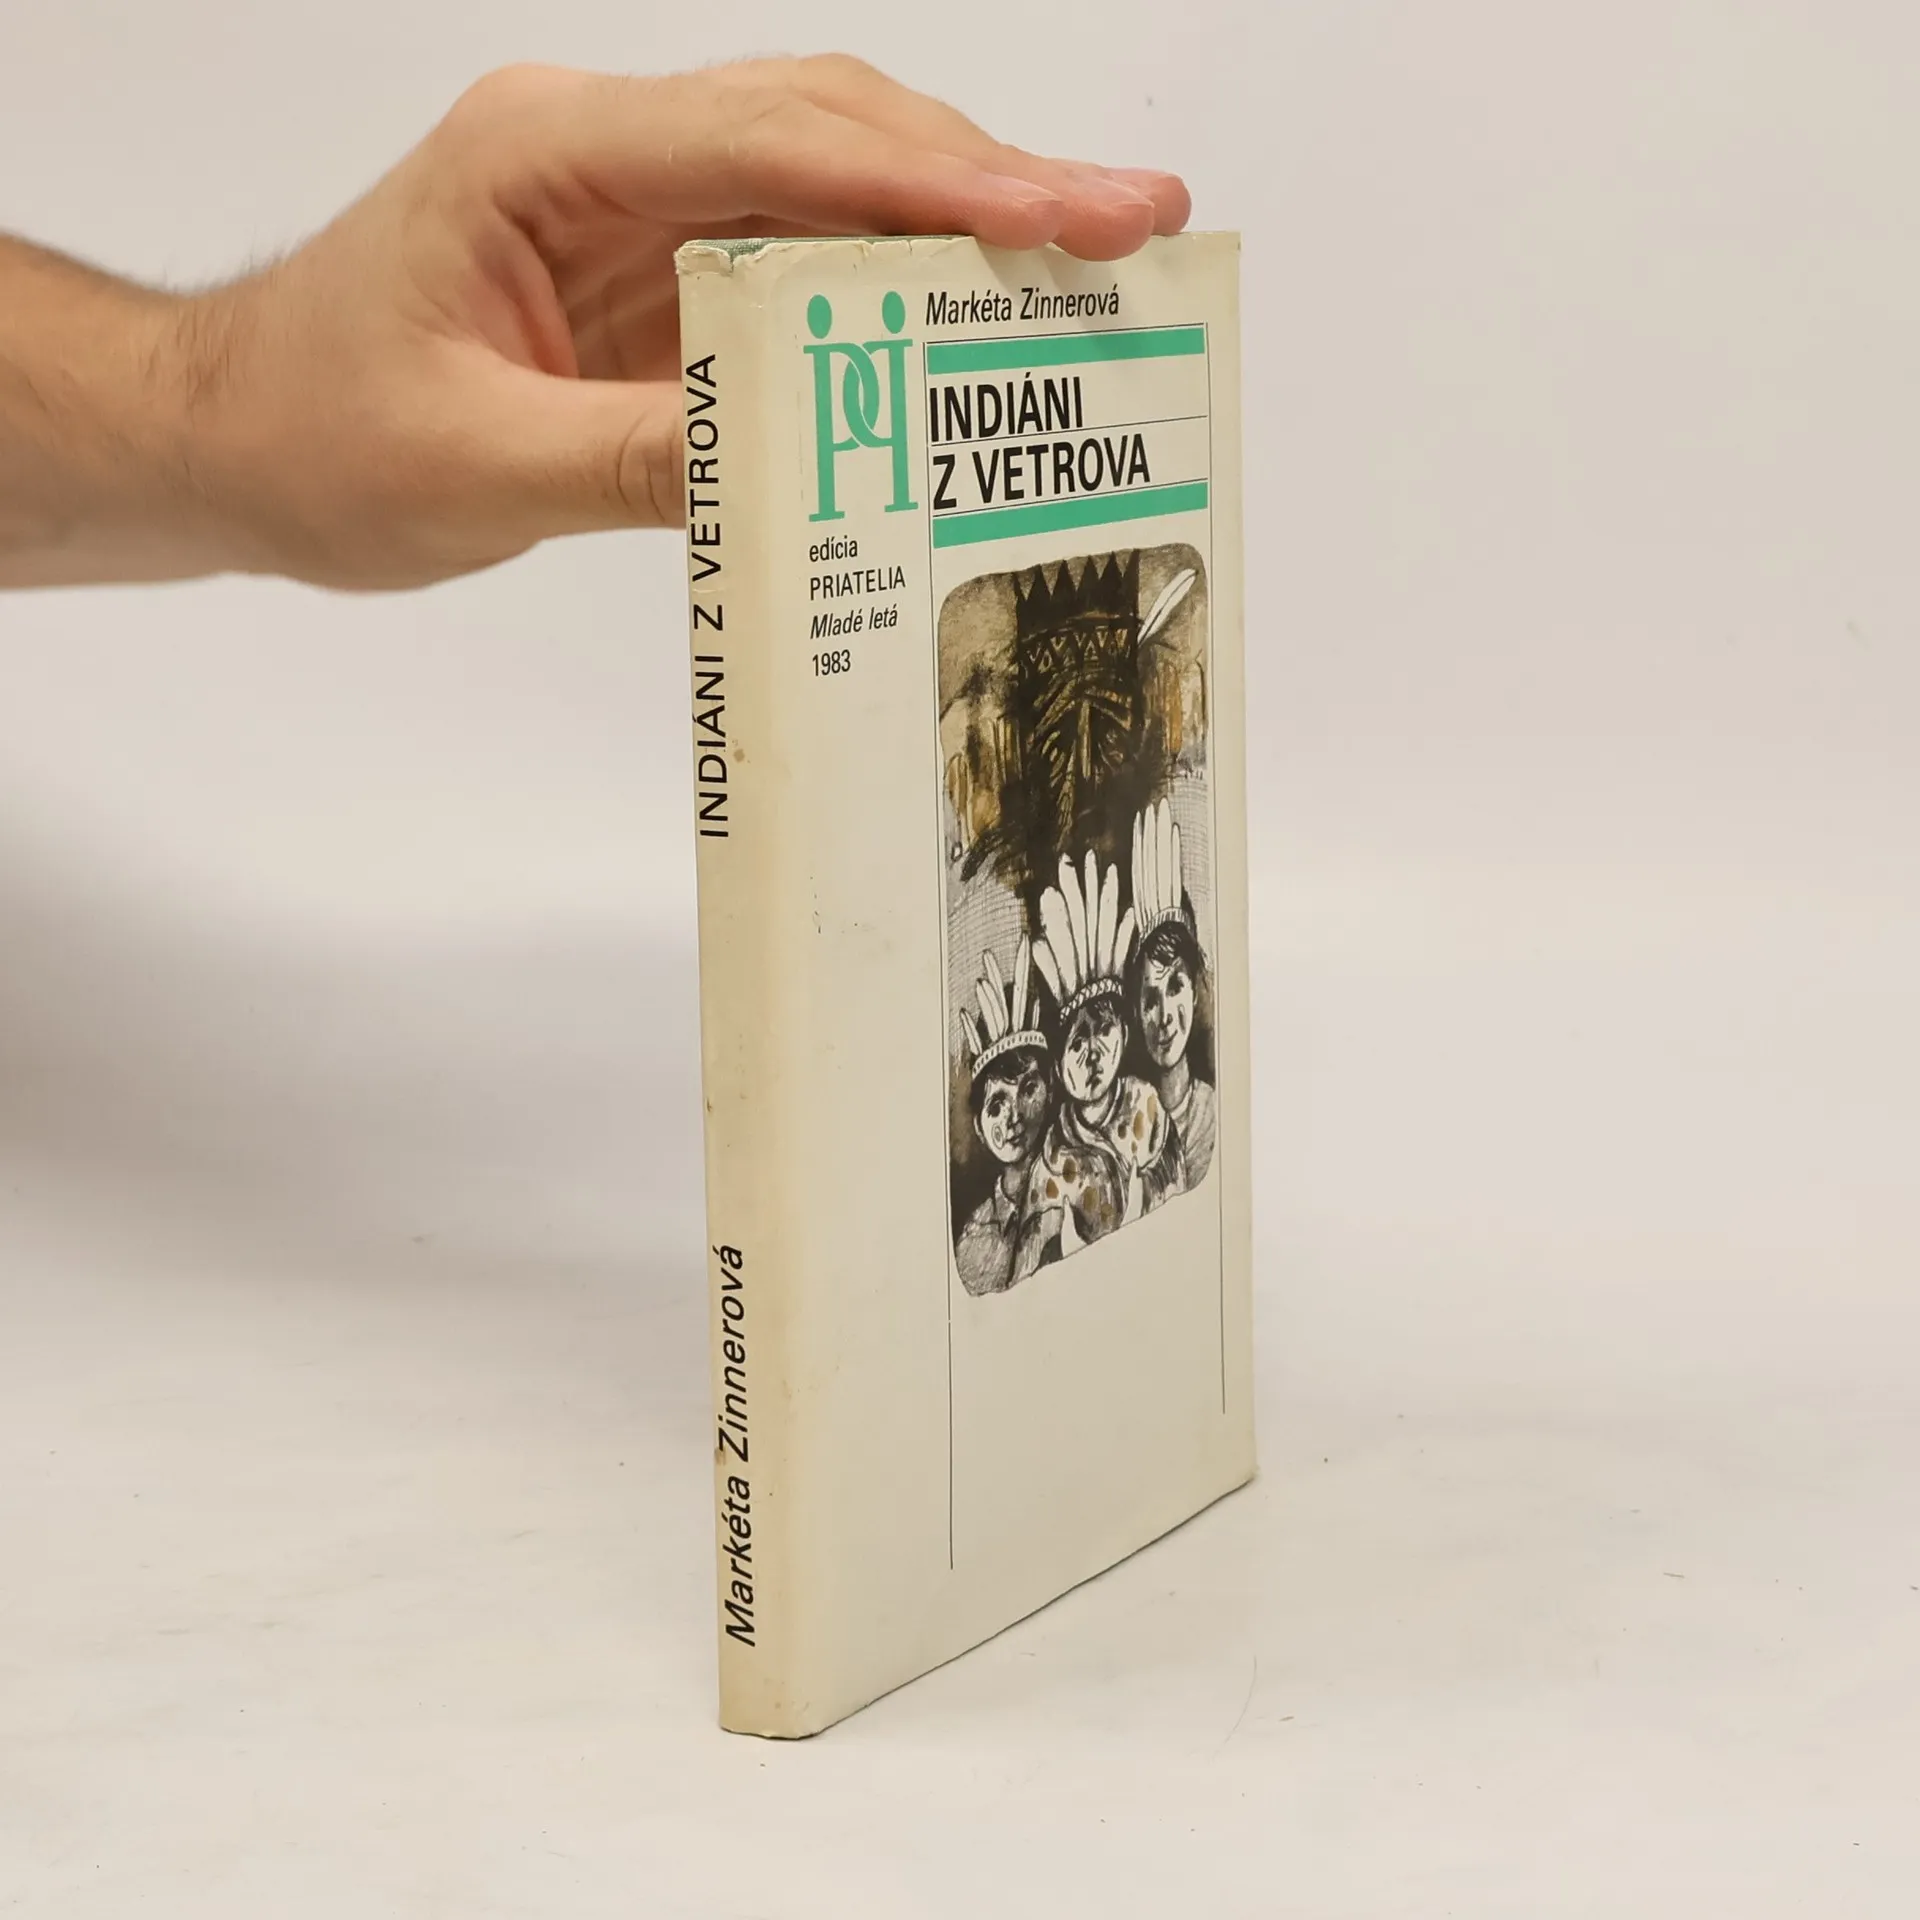 INDIÁNI Z VETROVA
Markéta Zinnerová
Markéta Zinnerová
INDIÁNI
Z VETROVA
edícia
PRIATELIA
Mladé letá
1983